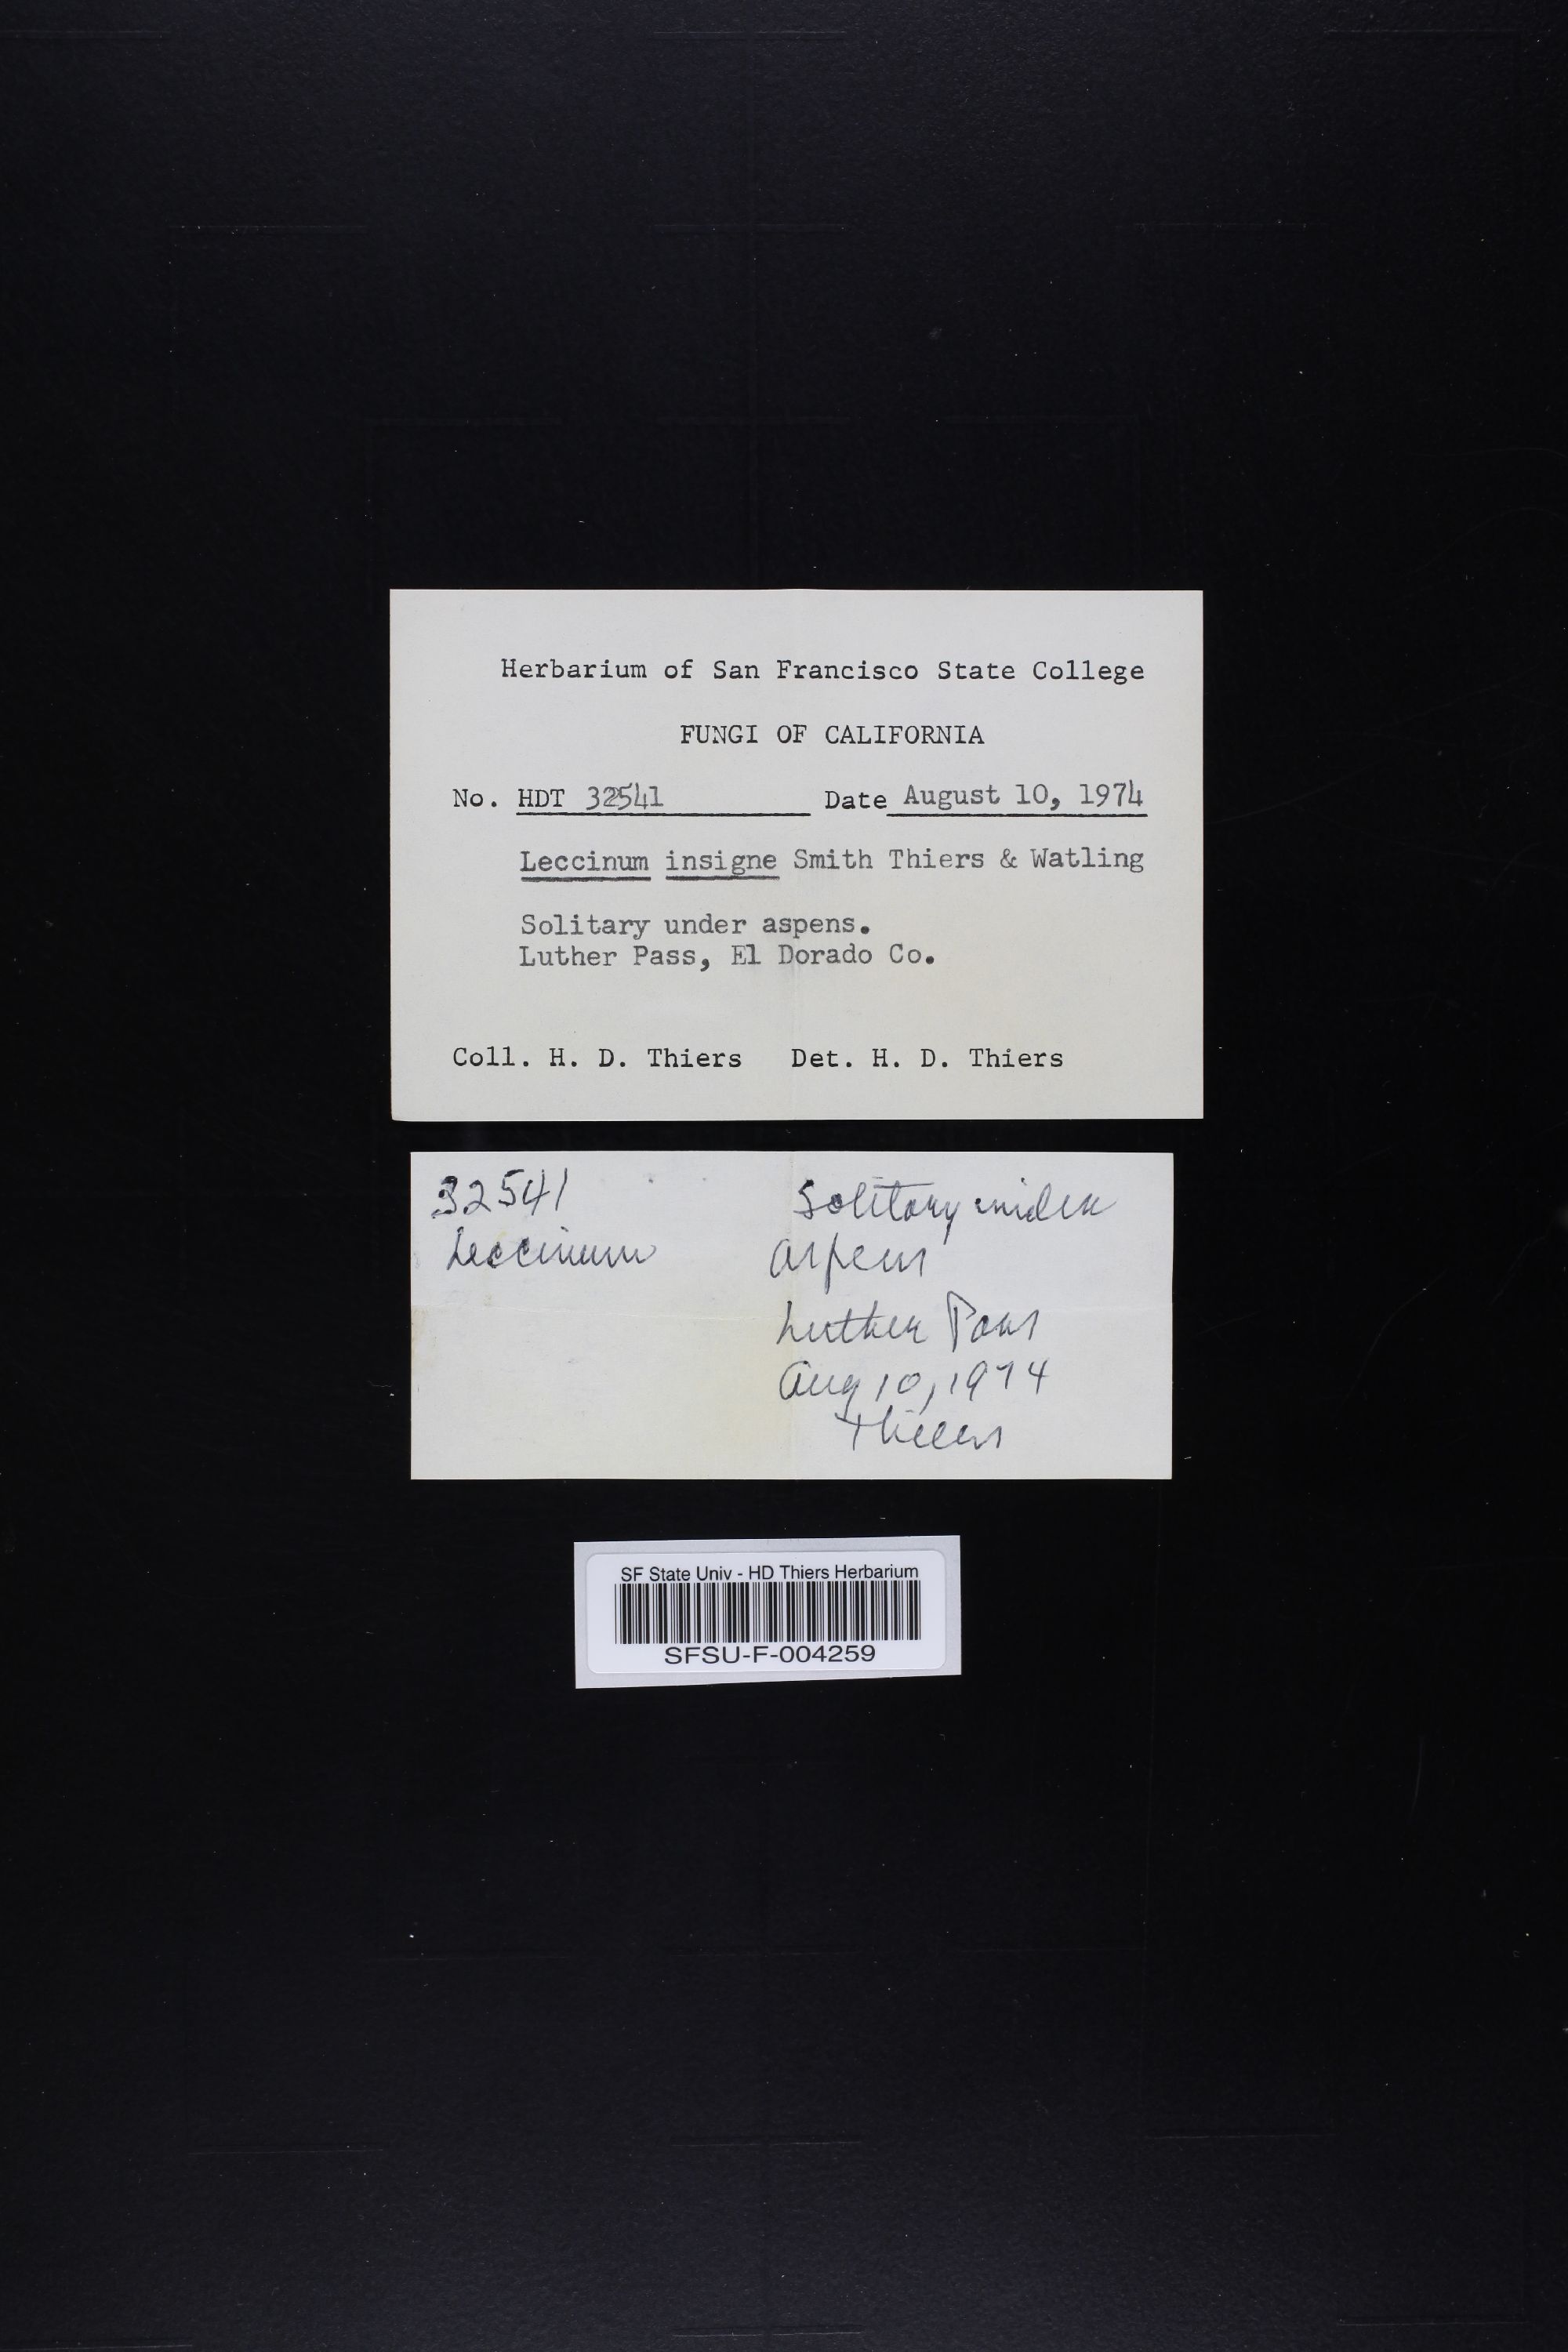 Herbarium of San Francisco State College
FUNGI OF CALIFORNIA
No. HDT 32541 Date August 10, 1974
Leccinum insigne Smith Thiers & Watling
Solitary under aspens.
Luther Pass, El Dorado Co.
Coll. H. D. Thiers Det. H. D. Thiers
32541
Leccinum
Solitary under
aspens
Luther Pass
Aug 10, 1974
Thiers
SF State Univ - HD Thiers Herbarium
SFSU-F-004259